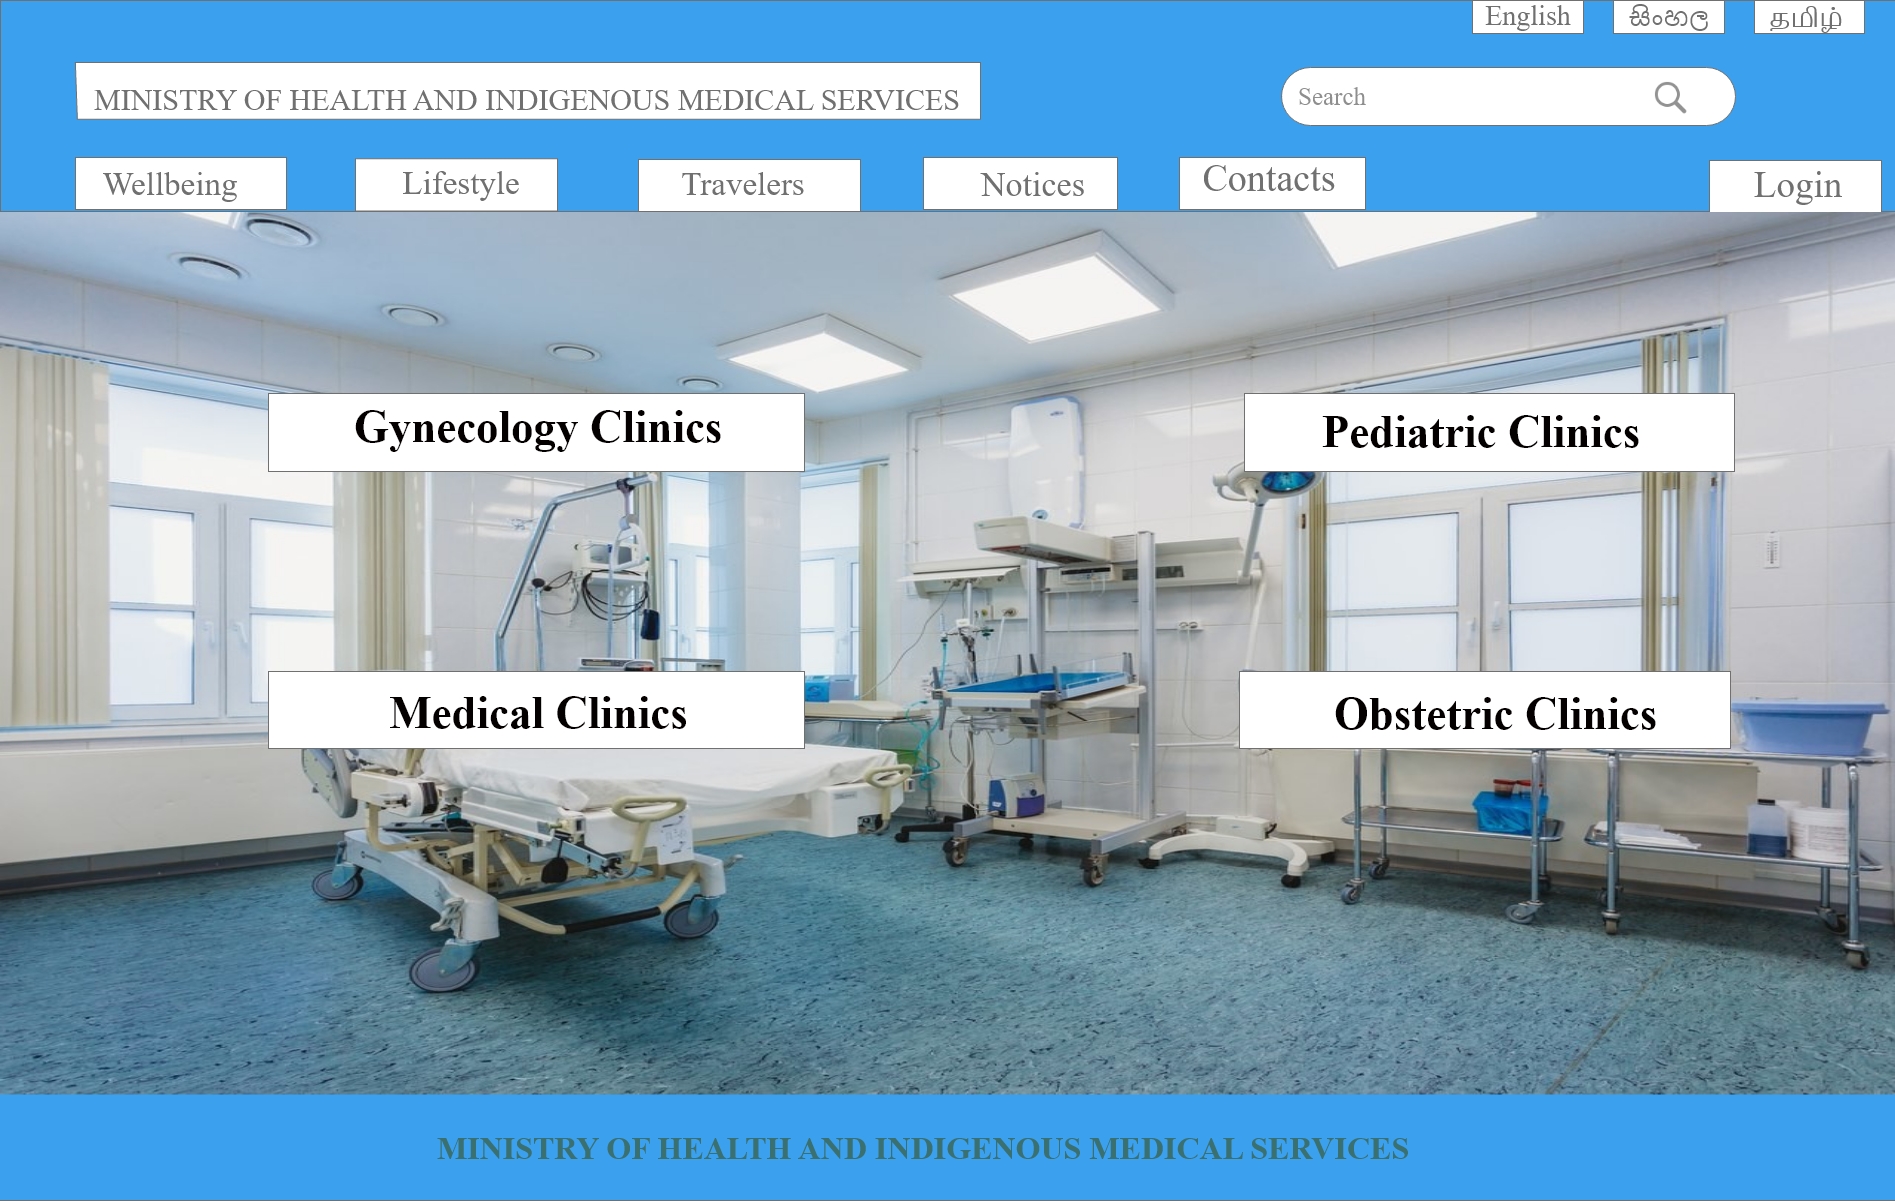 English සිංහල தமிழ்
MINISTRY OF HEALTH AND INDIGENOUS MEDICAL SERVICES
Search
Wellbeing Lifestyle Travelers Notices Contacts Login
Gynecology Clinics Pediatric Clinics
Medical Clinics Obstetric Clinics
MINISTRY OF HEALTH AND INDIGENOUS MEDICAL SERVICES